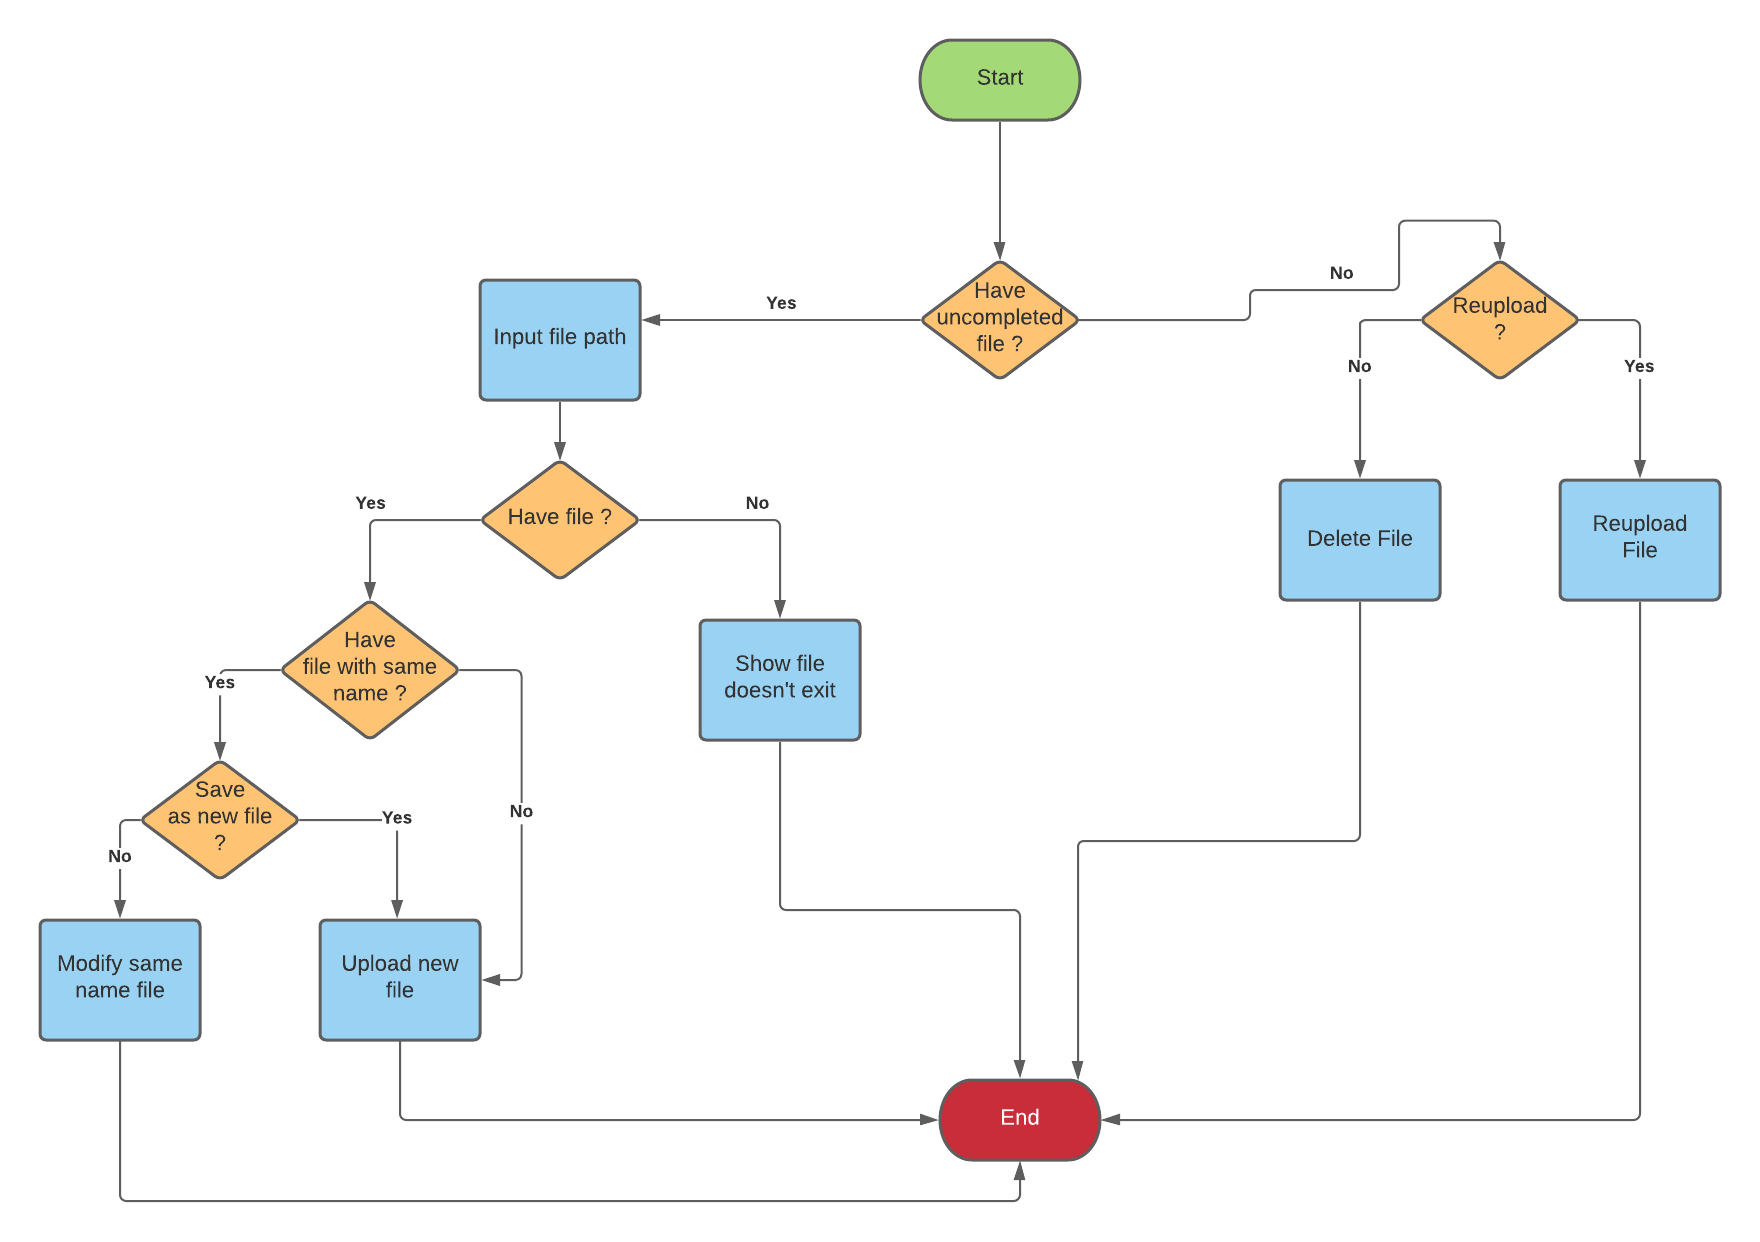 Start
Have
uncompleted
file ?
Yes
No
Input file path
Reupload
?
No
Yes
Have file ?
Yes
No
Delete File
Reupload
File
Have
file with same
name ?
Yes
No
Show file
doesn't exit
Save
as new file
?
No
Yes
Modify same
name file
Upload new
file
End